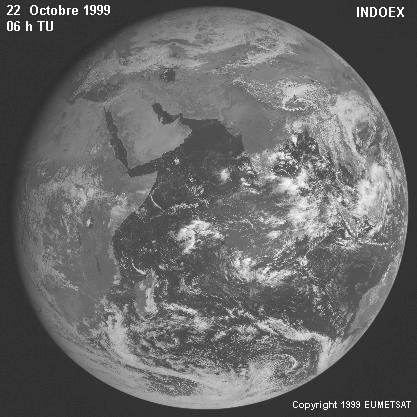 22 Octobre 1999
06 h TU
INDOEX
Copyright 1999 EUMETSAT